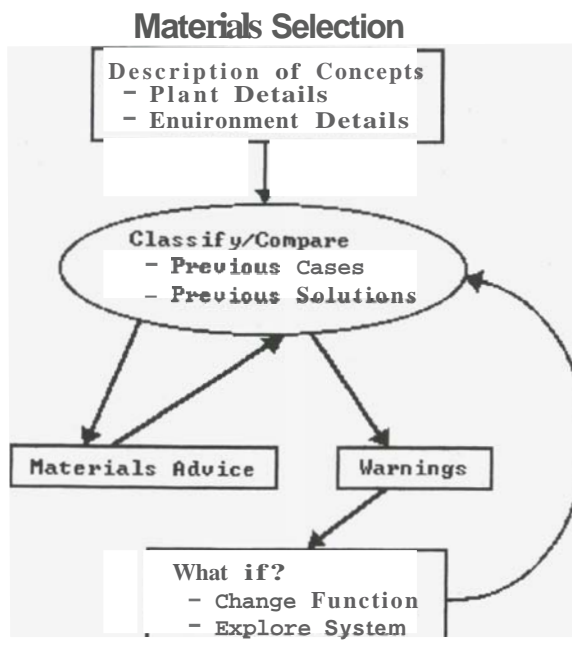 Materials Selection
Description of Concepts
- Plant Details
- Enuironment Details
Classify/Compare
- Previous Cases
- Previous Solutions
Materials Advice
Warnings
What if?
- Change Function
- Explore System